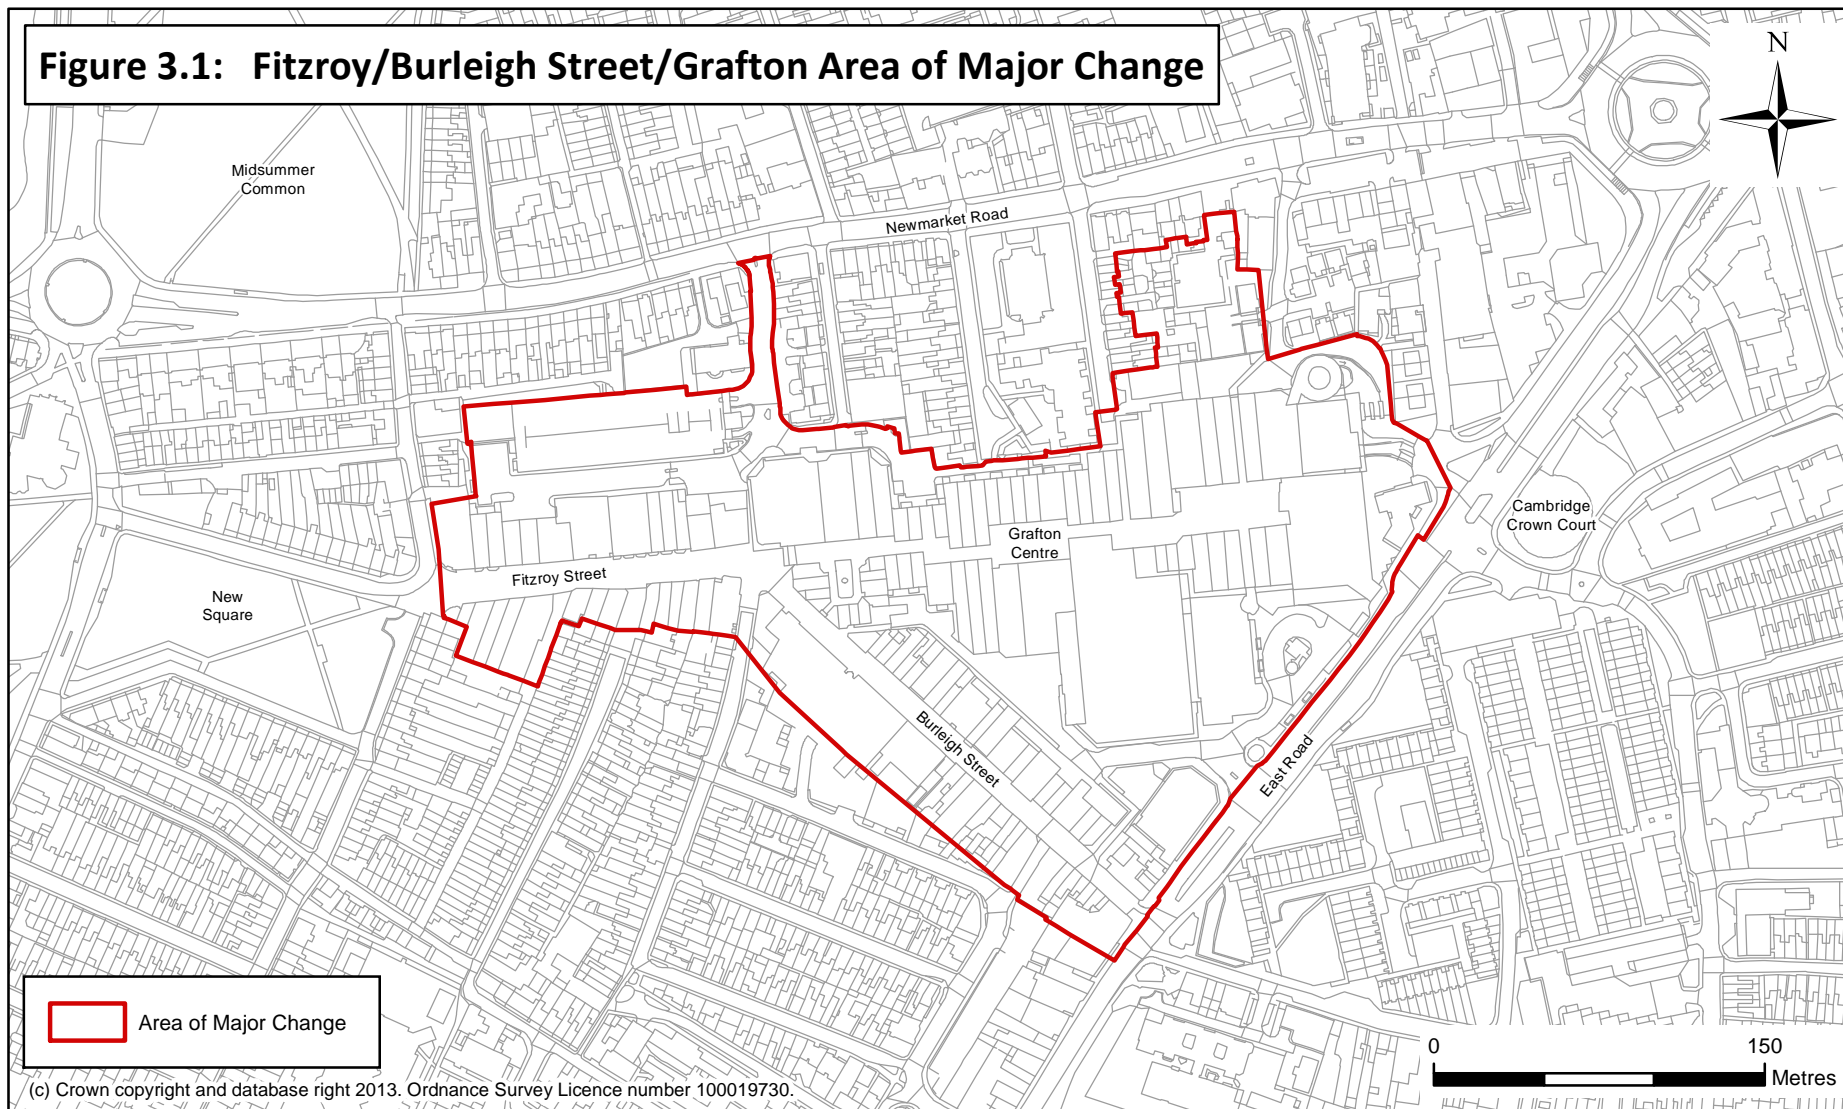 Figure 3.1:   Fitzroy/Burleigh Street/Grafton Area of Major Change
N
Midsummer
Common
Newmarket Road
Cambridge
Crown Court
Grafton
Centre
Fitzroy Street
New
Square
Burleigh Street
East Road
Area of Major Change
0 150
Metres
(c) Crown copyright and database right 2013. Ordnance Survey Licence number 100019730.